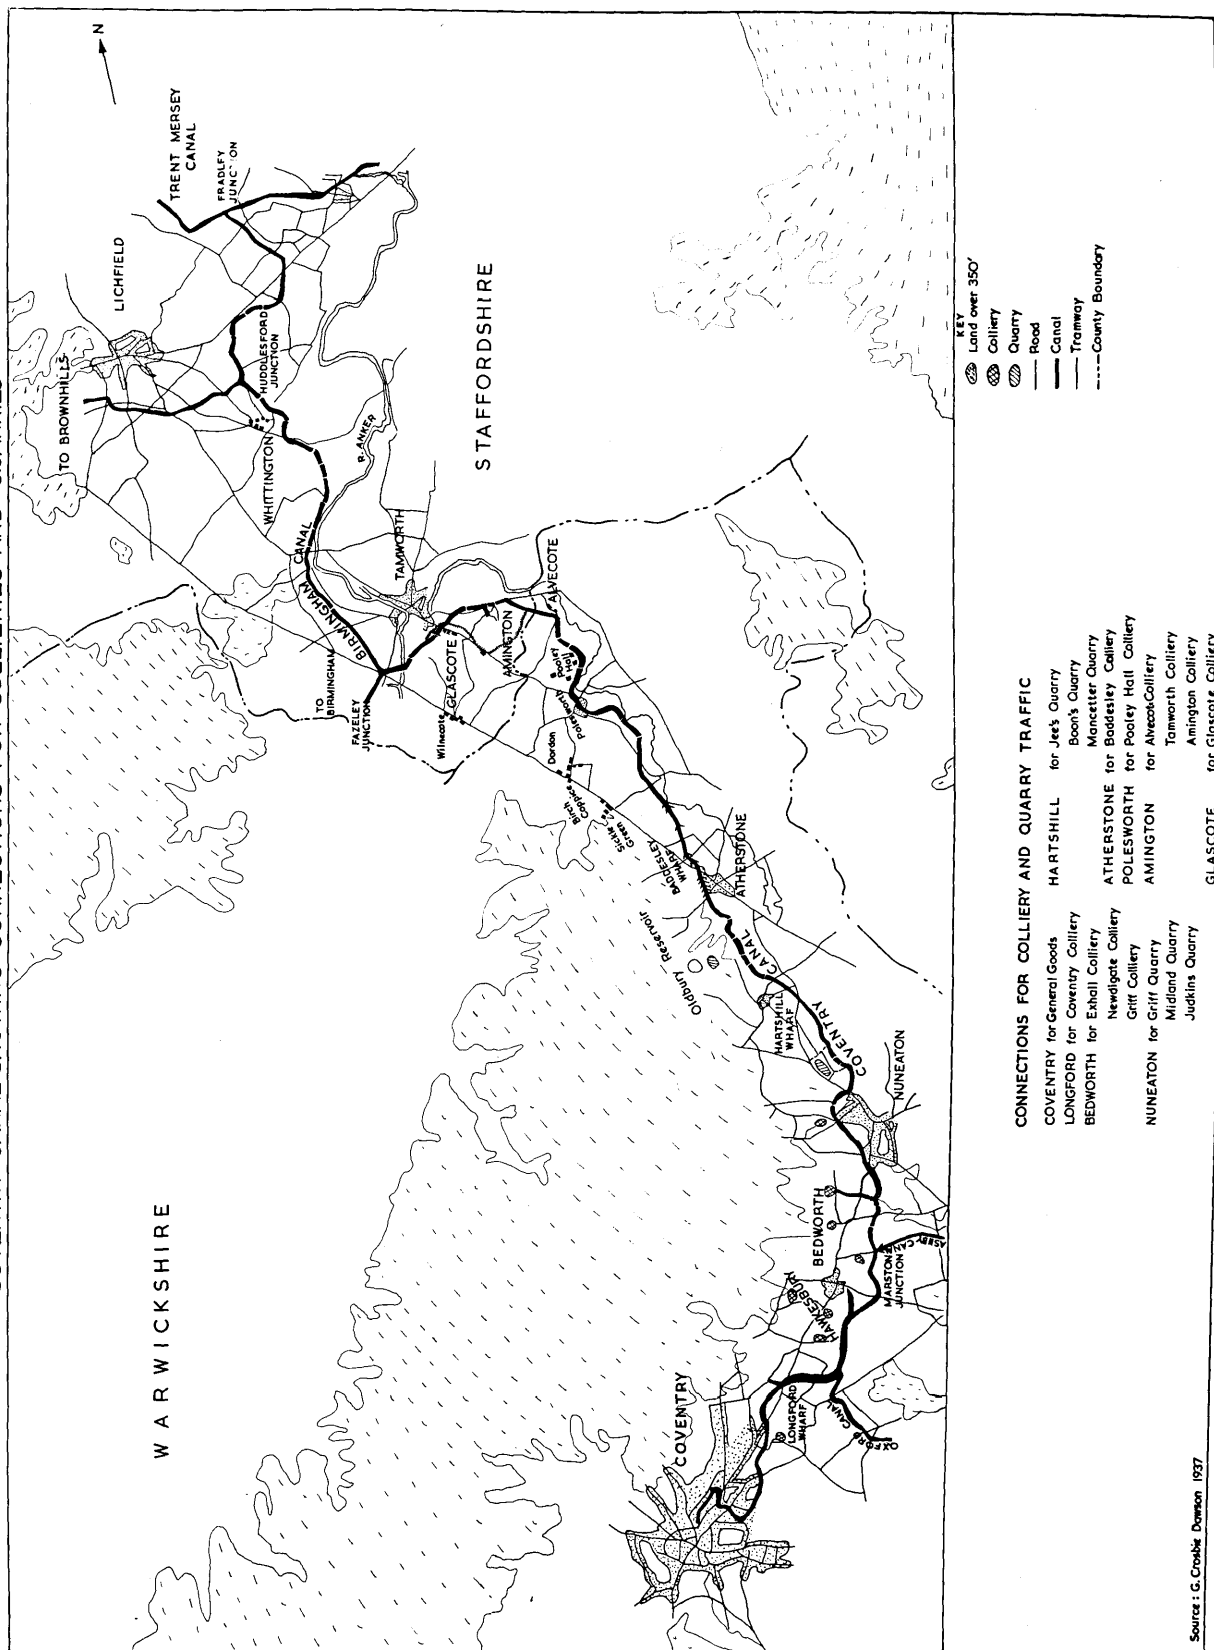 N
TRENT MERSEY
CANAL
FRADLEY
JUNCTION
LICHFIELD
TO BROWNHILLS
HUDDLESFORD
JUNCTION
WHITTINGTON
R. ANKER
STAFFORDSHIRE
BIRMINGHAM CANAL
TAMWORTH
TO
BIRMINGHAM
FAZELEY
JUNCTION
GLASCOTE
Wilnecote
AMINGTON
ALVECOTE
Pooley
Hall
Polesworth
Dordon
Birch
Coppice
Sickle
Green
BADDESLEY
WHARF
ATHERSTONE
Oldbury Reservoir
HARTSHILL
WHARF
COVENTRY CANAL
NUNEATON
WARWICKSHIRE
BEDWORTH
HAWKESBURY
MARSTON
JUNCTION
ASHBY CANAL
COVENTRY
LONGFORD
WHARF
OXFORD CANAL
KEY
Land over 350'
Colliery
Quarry
Road
Canal
Tramway
County Boundary
CONNECTIONS FOR COLLIERY AND QUARRY TRAFFIC
COVENTRY for General Goods
LONGFORD for Coventry Colliery
BEDWORTH for Exhall Colliery
Newdigate Colliery
Griff Colliery
NUNEATON for Griff Quarry
Midland Quarry
Judkins Quarry
HARTSHILL for Jee's Quarry
Boon's Quarry
Mancetter Quarry
ATHERSTONE for Baddesley Colliery
POLESWORTH for Pooley Hall Colliery
AMINGTON for Alvecote Colliery
Tamworth Colliery
Amington Colliery
GLASCOTE for Glascote Colliery
Source : G. Crosbie Dawson 1937